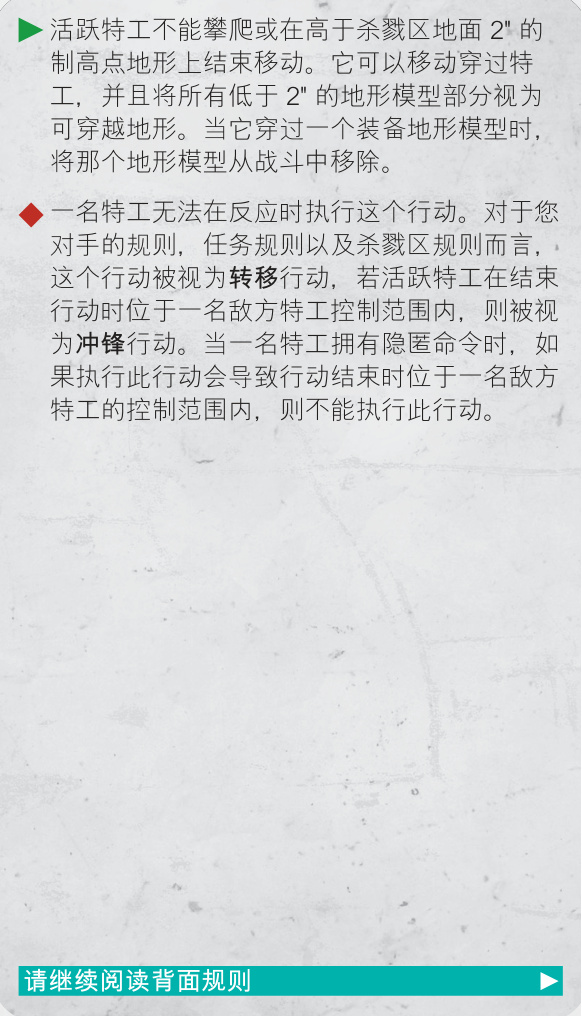 活跃特工不能攀爬或在高于杀戮区地面 2" 的
制高点地形上结束移动。它可以移动穿过特
工，并且将所有低于 2" 的地形模型部分视为
可穿越地形。当它穿过一个装备地形模型时，
将那个地形模型从战斗中移除。
一名特工无法在反应时执行这个行动。对于您
对手的规则，任务规则以及杀戮区规则而言，
这个行动被视为转移行动，若活跃特工在结束
行动时位于一名敌方特工控制范围内，则被视
为冲锋行动。当一名特工拥有隐匿命令时，如
果执行此行动会导致行动结束时位于一名敌方
特工的控制范围内，则不能执行此行动。
请继续阅读背面规则